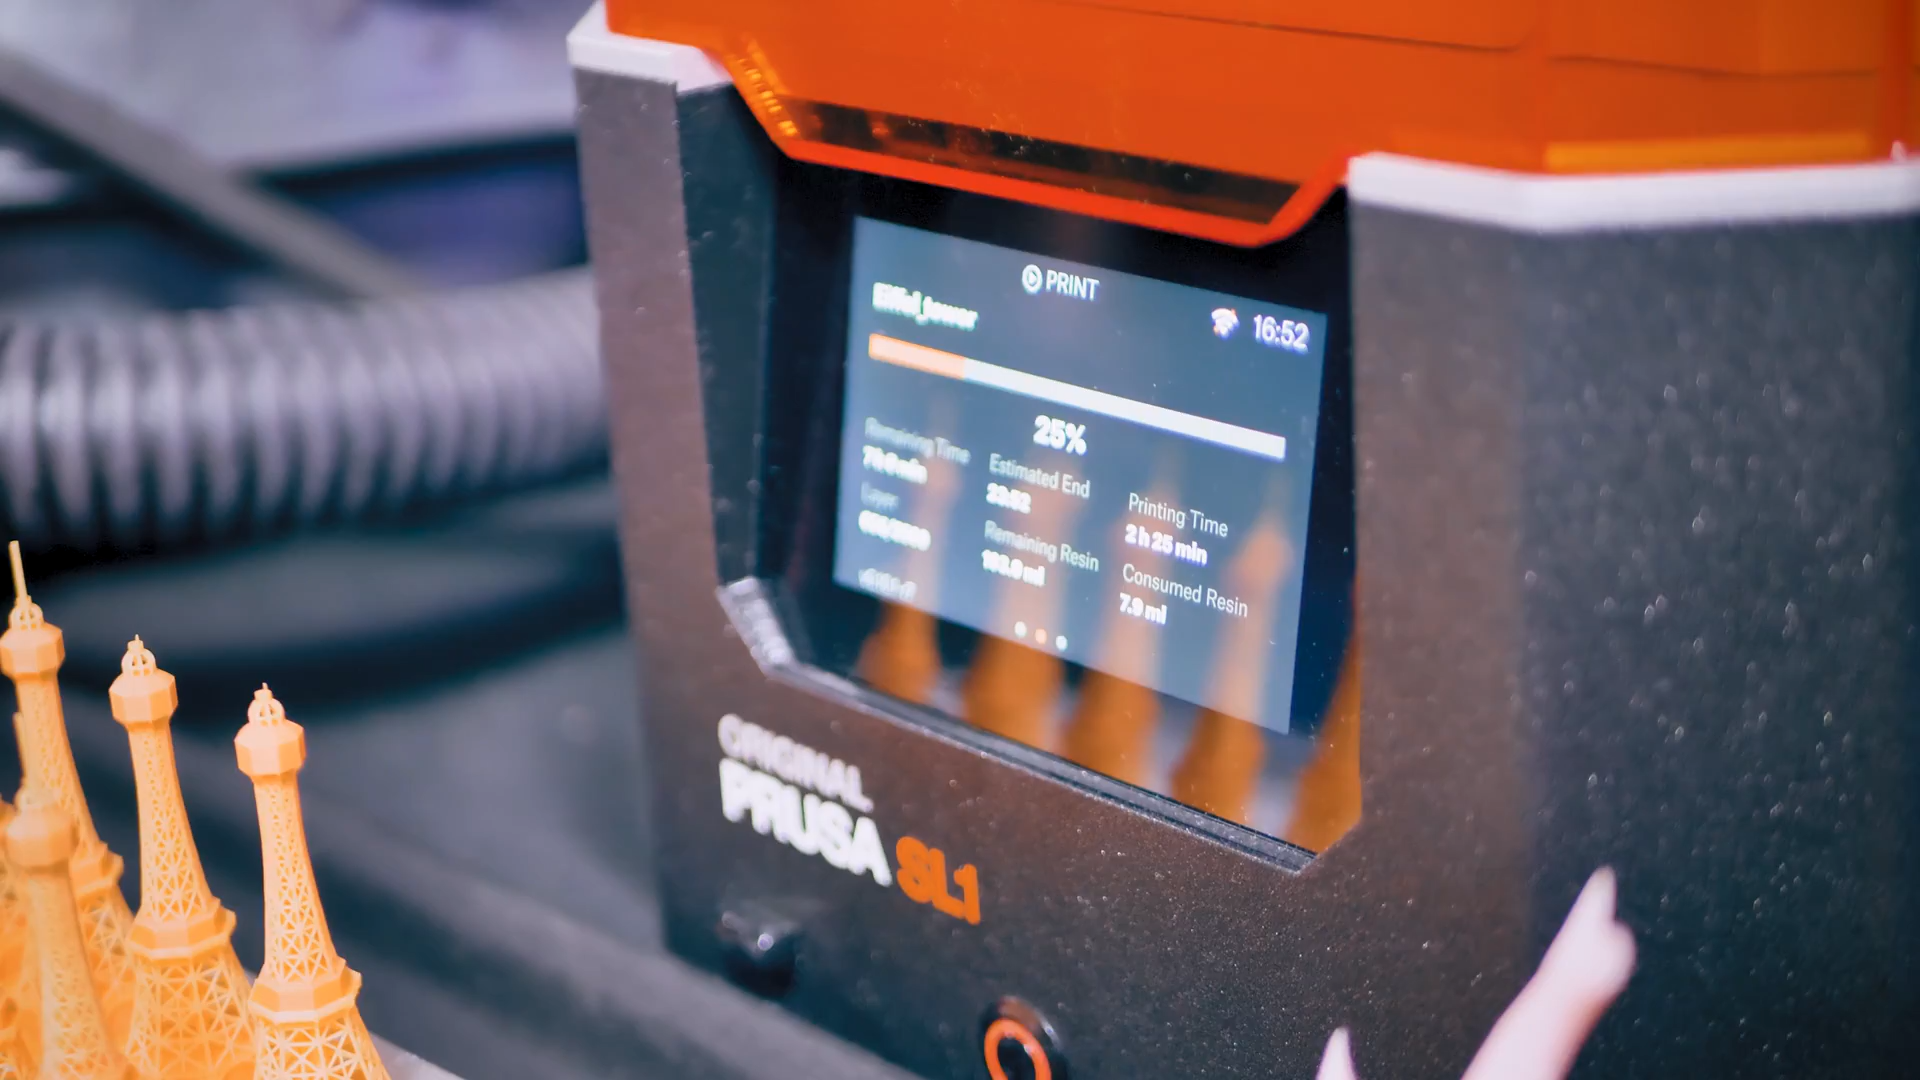 PRINT
16:52
Eiffel_tower
25%
Remaining Time
Estimated End
Printing Time
2 h 25 min
Layer
Remaining Resin
Consumed Resin
7.9 ml
ORIGINAL
PRUSA SL1